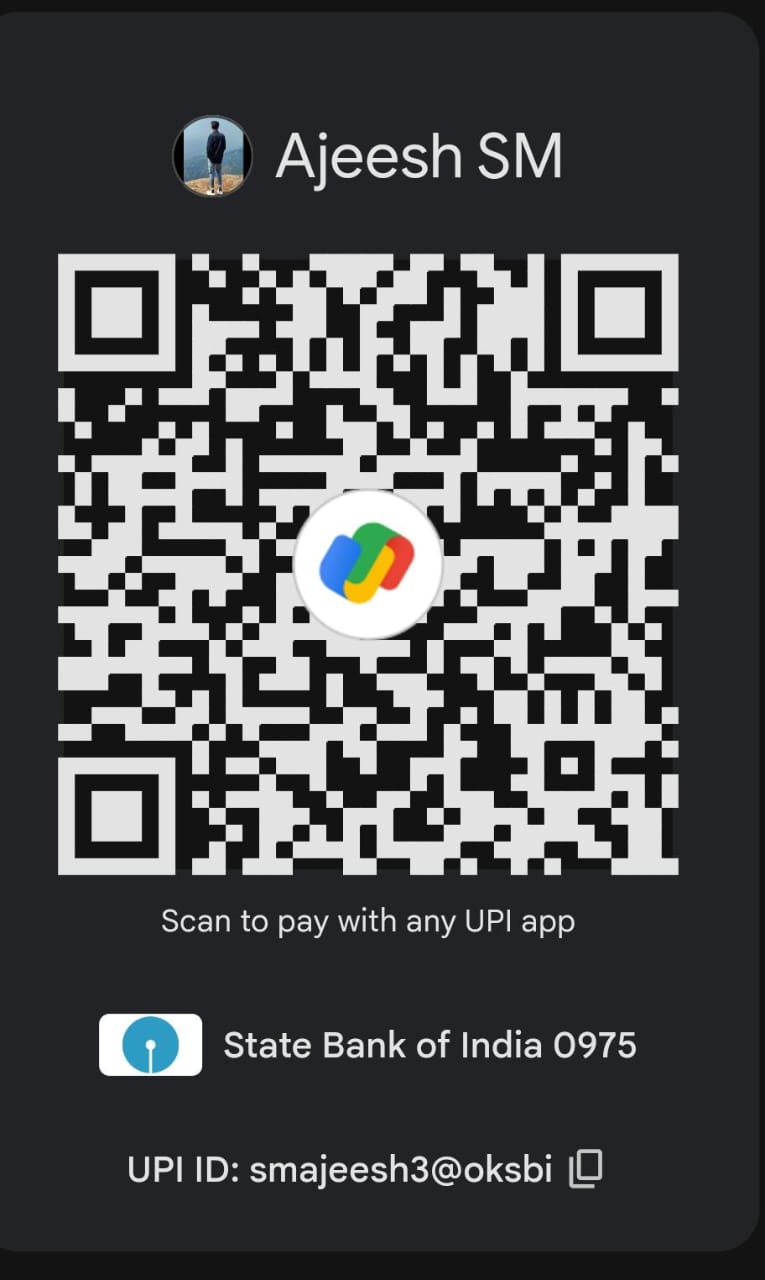 Ajeesh SM
Scan to pay with any UPI app
State Bank of India 0975
UPI ID: smajeesh3@oksbi